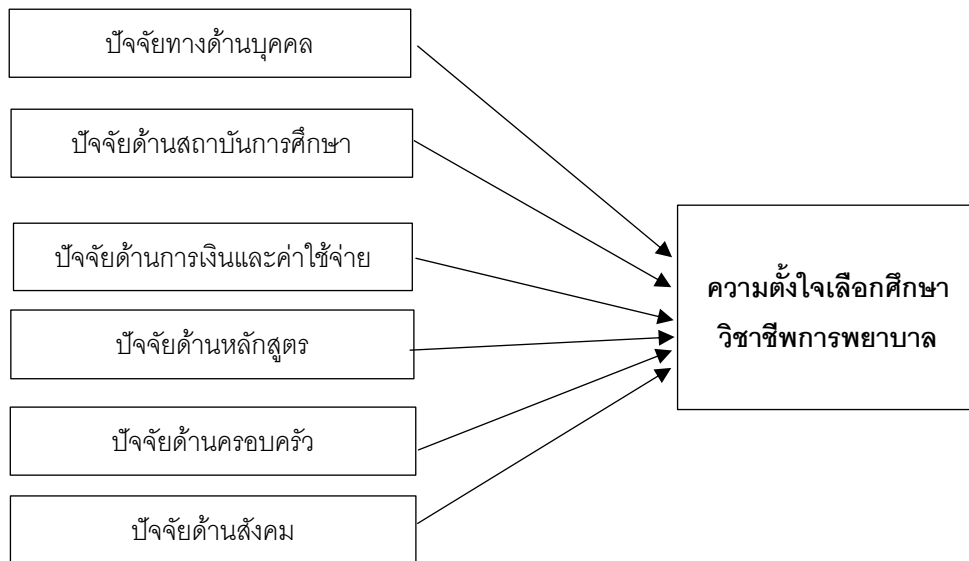 ปัจจัยทางด้านบุคคล
ปัจจัยด้านสถาบันการศึกษา
ปัจจัยด้านการเงินและค่าใช้จ่าย
ปัจจัยด้านหลักสูตร
ปัจจัยด้านครอบครัว
ปัจจัยด้านสังคม
ความตั้งใจเลือกศึกษา
วิชาชีพการพยาบาล